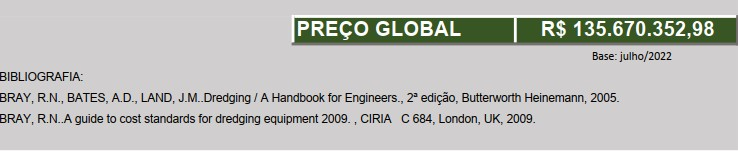 PREÇO GLOBAL R$ 135.670.352,98
Base: julho/2022
BIBLIOGRAFIA:
BRAY, R.N., BATES, A.D., LAND, J.M..Dredging / A Handbook for Engineers., 2ª edição, Butterworth Heinemann, 2005.
BRAY, R.N..A guide to cost standards for dredging equipment 2009. , CIRIA C 684, London, UK, 2009.